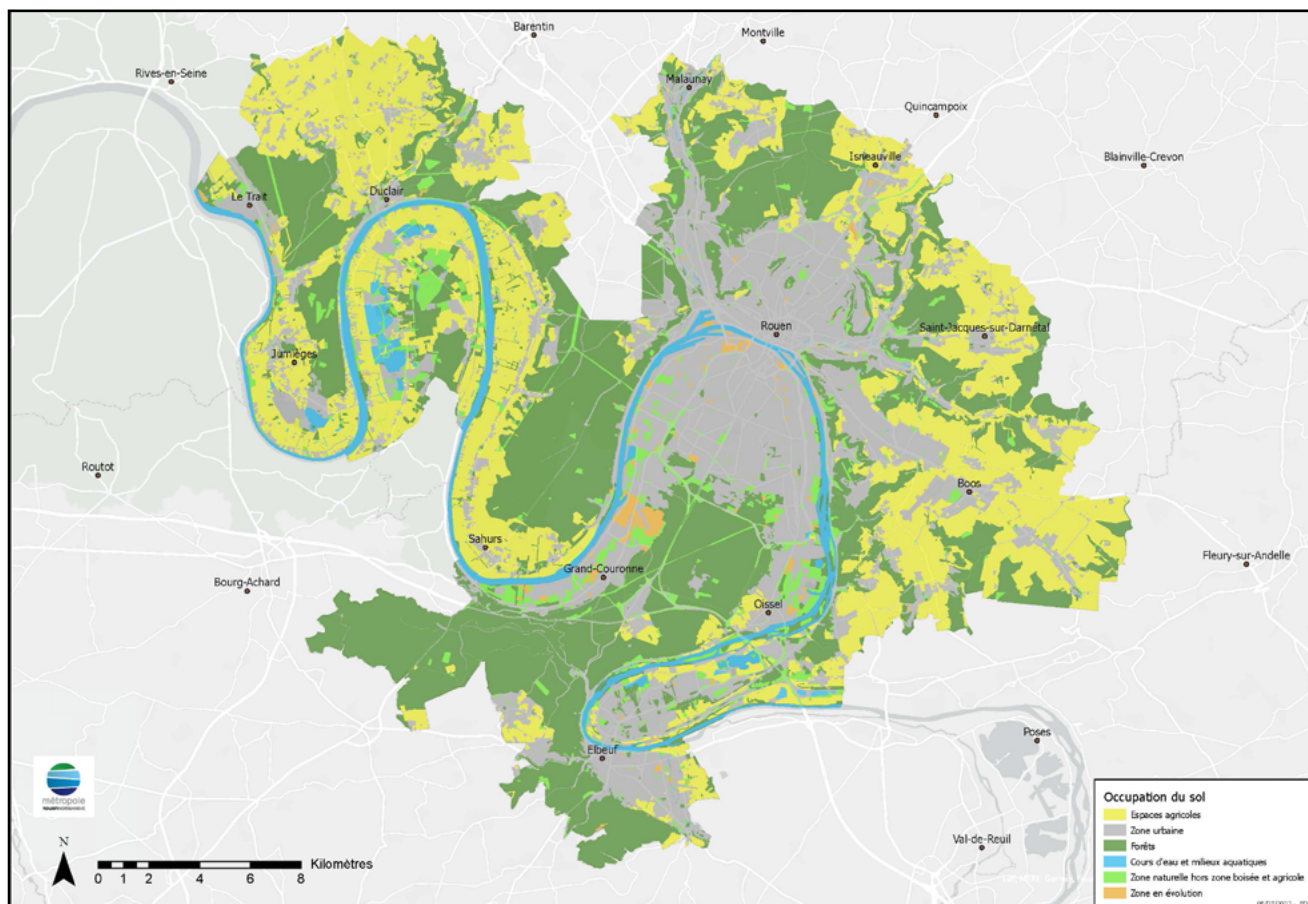 Barentin
Montville
Rives-en-Seine
Malaunay
Quincampoix
Isneauville
Blainville-Crevon
Le Trait
Duclair
Rouen
Saint-Jacques-sur-Darnétal
Jumièges
Routot
Boos
Sahurs
Fleury-sur-Andelle
Bourg-Achard
Grand-Couronne
Oissel
Poses
Elbeuf
métropole
ROUENNORMANDIE
Val-de-Reuil
N
Kilomètres
0 1 2 4 6 8
Occupation du sol
Espaces agricoles
Zone urbaine
Forêts
Cours d'eau et milieux aquatiques
Zone naturelle hors zone boisée et agricole
Zone en évolution